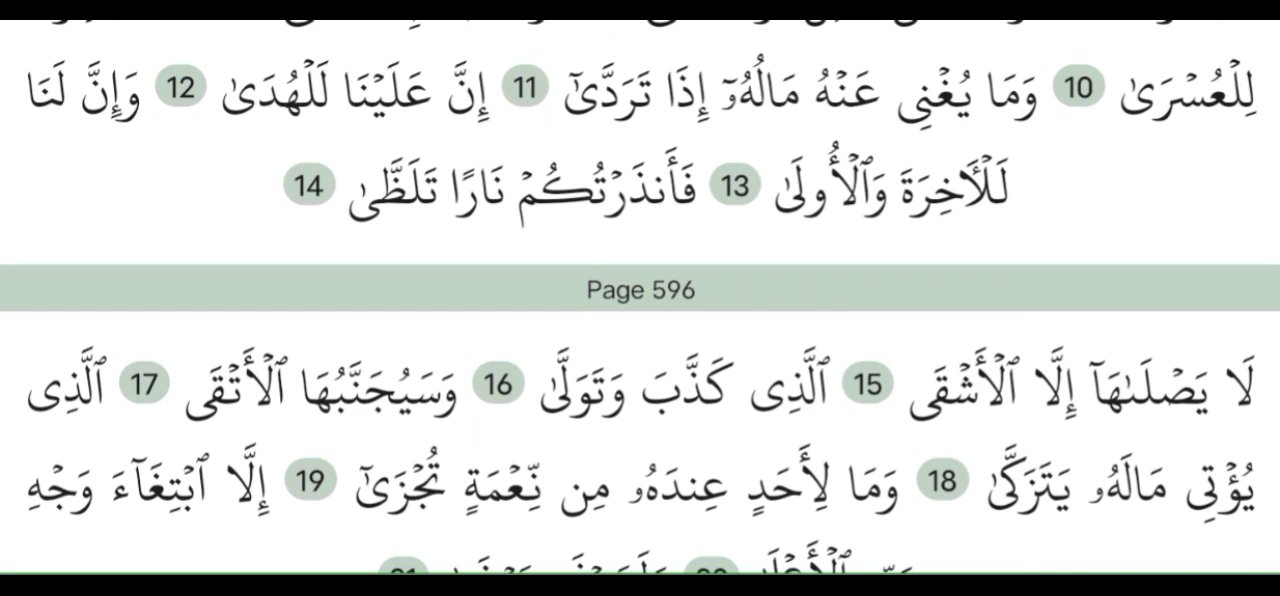 لِلۡعُسۡرَىٰ 10 وَمَا يُغۡنِي عَنۡهُ مَالُهُۥٓ إِذَا تَرَدَّىٰٓ 11 إِنَّ عَلَيۡنَا لَلۡهُدَىٰ 12 وَإِنَّ لَنَا
لَلۡأٓخِرَةَ وَٱلۡأُولَىٰ 13 فَأَنذَرۡتُكُمۡ نَارٗا تَلَظَّىٰ 14
Page 596
لَا يَصۡلَىٰهَآ إِلَّا ٱلۡأَشۡقَى 15 ٱلَّذِي كَذَّبَ وَتَوَلَّىٰ 16 وَسَيُجَنَّبُهَا ٱلۡأَتۡقَى 17 ٱلَّذِي
يُؤۡتِي مَالَهُۥ يَتَزَكَّىٰ 18 وَمَا لِأَحَدٍ عِندَهُۥ مِن نِّعۡمَةٖ تُجۡزَىٰٓ 19 إِلَّا ٱبۡتِغَآءَ وَجۡهِ